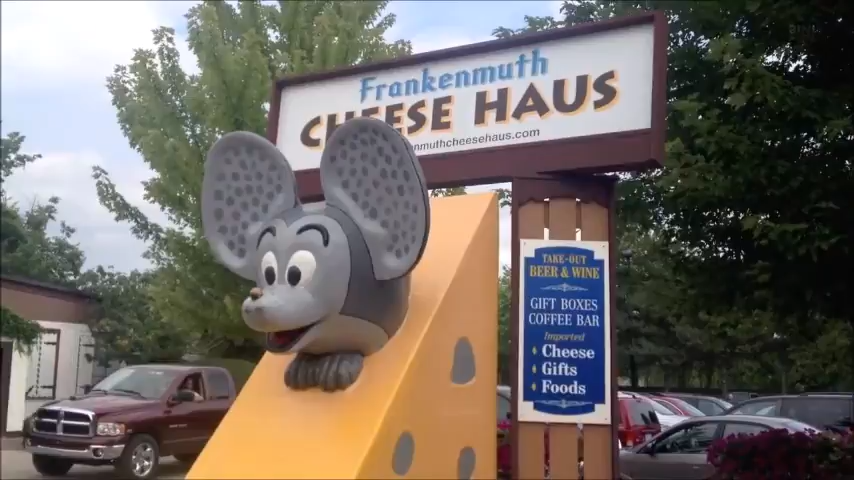 Frankenmuth
CHEESE HAUS
nmuthcheesehaus.com
TAKE-OUT
BEER & WINE
GIFT BOXES
COFFEE BAR
Imported
Cheese
Gifts
Foods